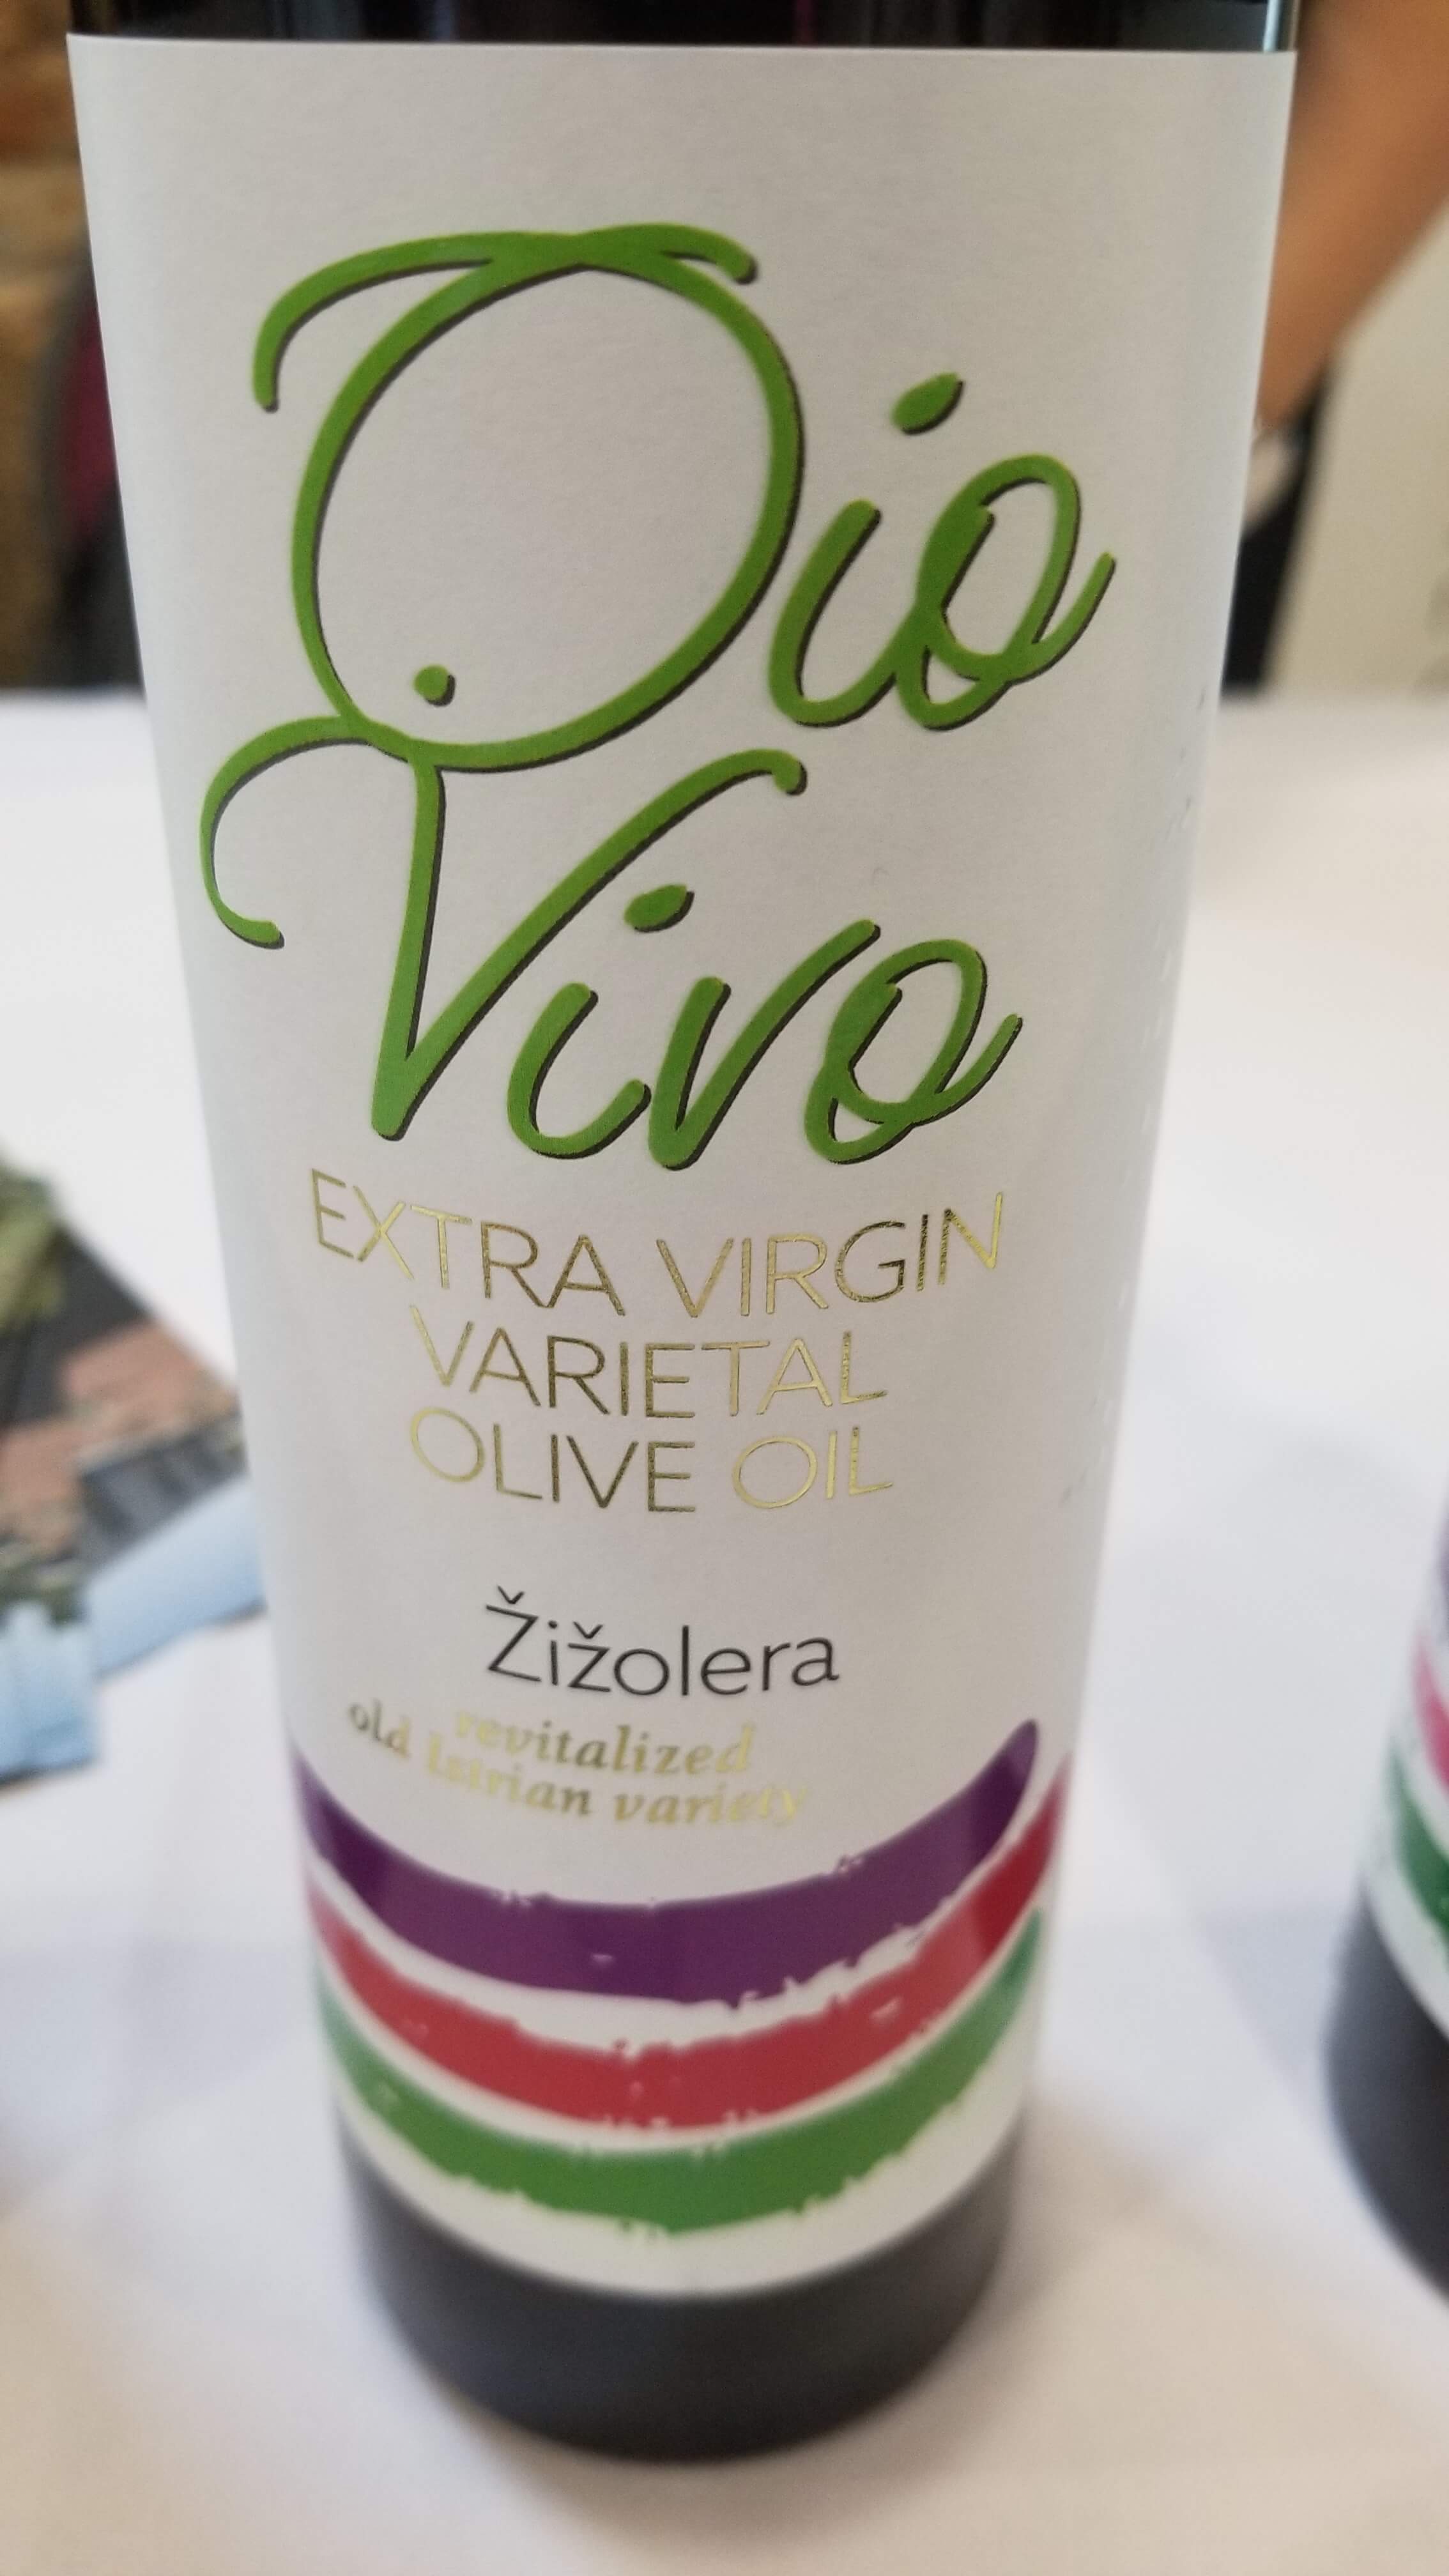 Oio
Vivo
EXTRA VIRGIN
VARIETAL
OLIVE OIL
Žižolera
revitalized
old Istrian variety